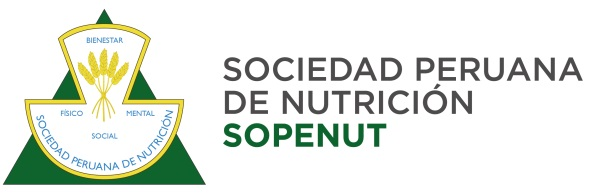 BIENESTAR
FÍSICO MENTAL
SOCIAL
SOCIEDAD PERUANA DE NUTRICIÓN
SOCIEDAD PERUANA
DE NUTRICIÓN
SOPENUT